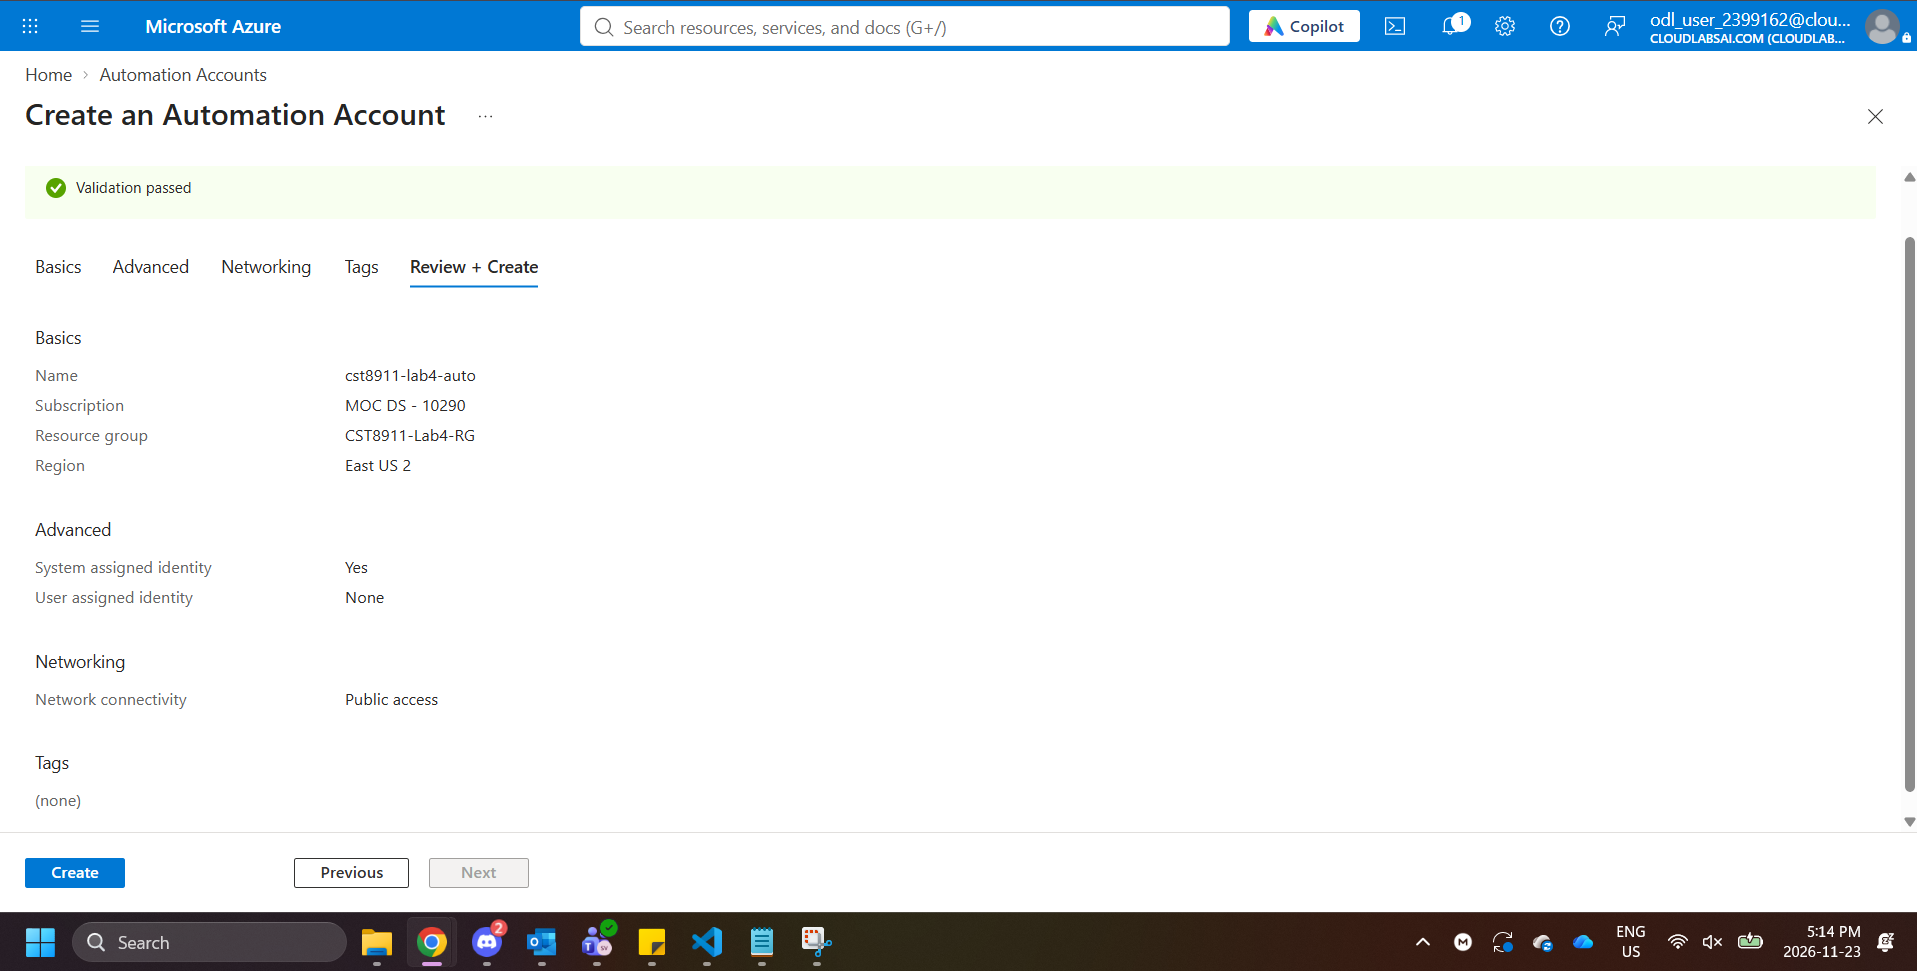 Microsoft Azure
Search resources, services, and docs (G+/)
Copilot
1
odl_user_2399162@clou...
CLOUDLABSAI.COM (CLOUDLAB...
Home > Automation Accounts
Create an Automation Account ...
Validation passed
Basics Advanced Networking Tags Review + Create
Basics
Name cst8911-lab4-auto
Subscription MOC DS - 10290
Resource group CST8911-Lab4-RG
Region East US 2
Advanced
System assigned identity Yes
User assigned identity None
Networking
Network connectivity Public access
Tags
(none)
Create Previous Next
Search
2
ENG
US
5:14 PM
2026-11-23